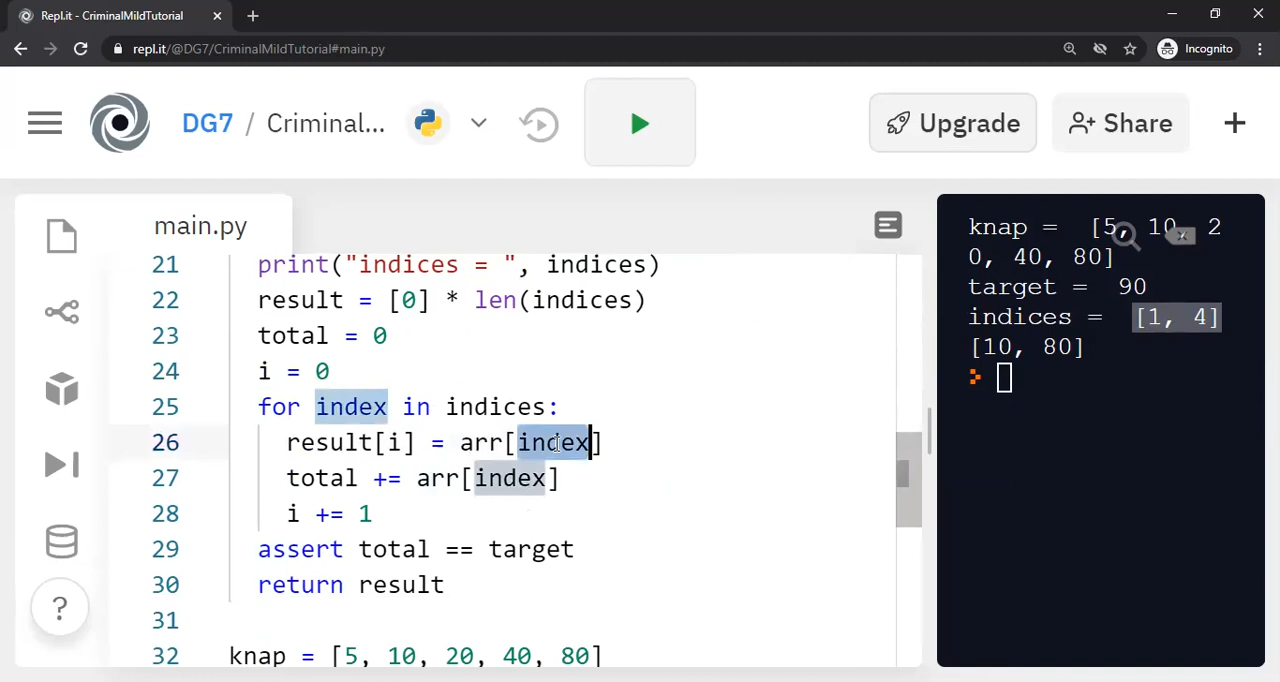 Repl.it - CriminalMildTutorial
repl.it/@DG7/CriminalMildTutorial#main.py
Incognito
DG7 / Criminal...
Upgrade
Share
main.py
21 print("indices = ", indices)
22 result = [0] * len(indices)
23 total = 0
24 i = 0
25 for index in indices:
26 result[i] = arr[index]
27 total += arr[index]
28 i += 1
29 assert total == target
30 return result
31
32 knap = [5, 10, 20, 40, 80]
?
knap =  [5, 10, 2
0, 40, 80]
target =  90
indices =  [1, 4]
[10, 80]